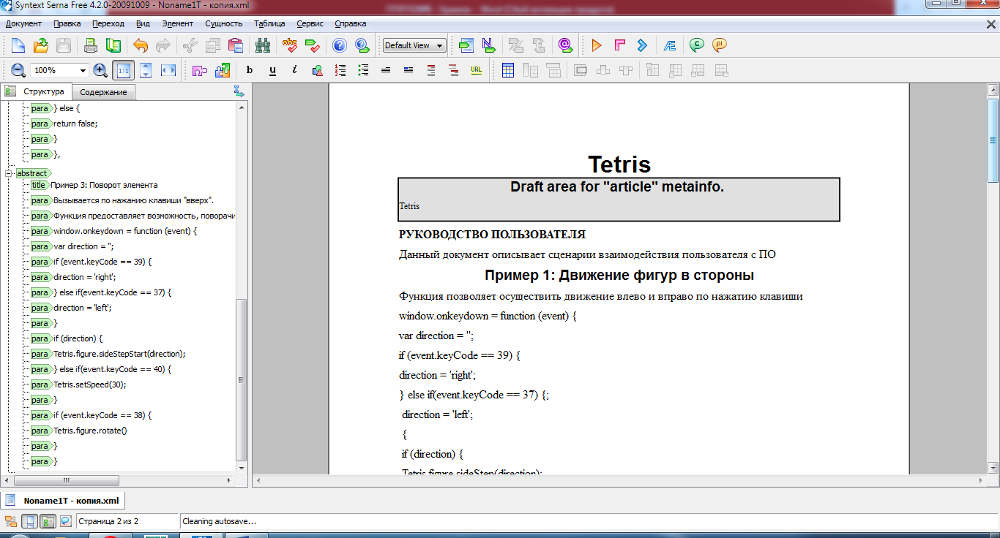 Syntext Serna Free 4.2.0-20091009 - Noname1T - копия.xml
Документ Правка Переход Вид Элемент Сущность Таблица Сервис Справка
abc Default View N @ Æ C pi
100% 1:1 b u i URL
Структура Содержание
para } else {
para return false;
para }
para },
abstract
title Пример 3: Поворот элемента
para Вызывается по нажанию клавиши "вверх".
para Функция предоставляет возможность, поворачи
para window.onkeydown = function (event) {
para var direction = '';
para if (event.keyCode == 39) {
para direction = 'right';
para } else if(event.keyCode == 37) {
para direction = 'left';
para }
para if (direction) {
para Tetris.figure.sideStepStart(direction);
para } else if(event.keyCode == 40) {
para Tetris.setSpeed(30);
para }
para if (event.keyCode == 38) {
para Tetris.figure.rotate()
para }
para }
Tetris
Draft area for "article" metainfo.
Tetris
РУКОВОДСТВО ПОЛЬЗОВАТЕЛЯ
Данный документ описывает сценарии взаимодействия пользователя с ПО
Пример 1: Движение фигур в стороны
Функция позволяет осуществить движение влево и вправо по нажатию клавиши
window.onkeydown = function (event) {
var direction = '';
if (event.keyCode == 39) {
direction = 'right';
} else if(event.keyCode == 37) {;
direction = 'left';
{
if (direction) {
Tetris.figure.sideStep(direction);
Noname1T - копия.xml
Страница 2 из 2 Cleaning autosave...